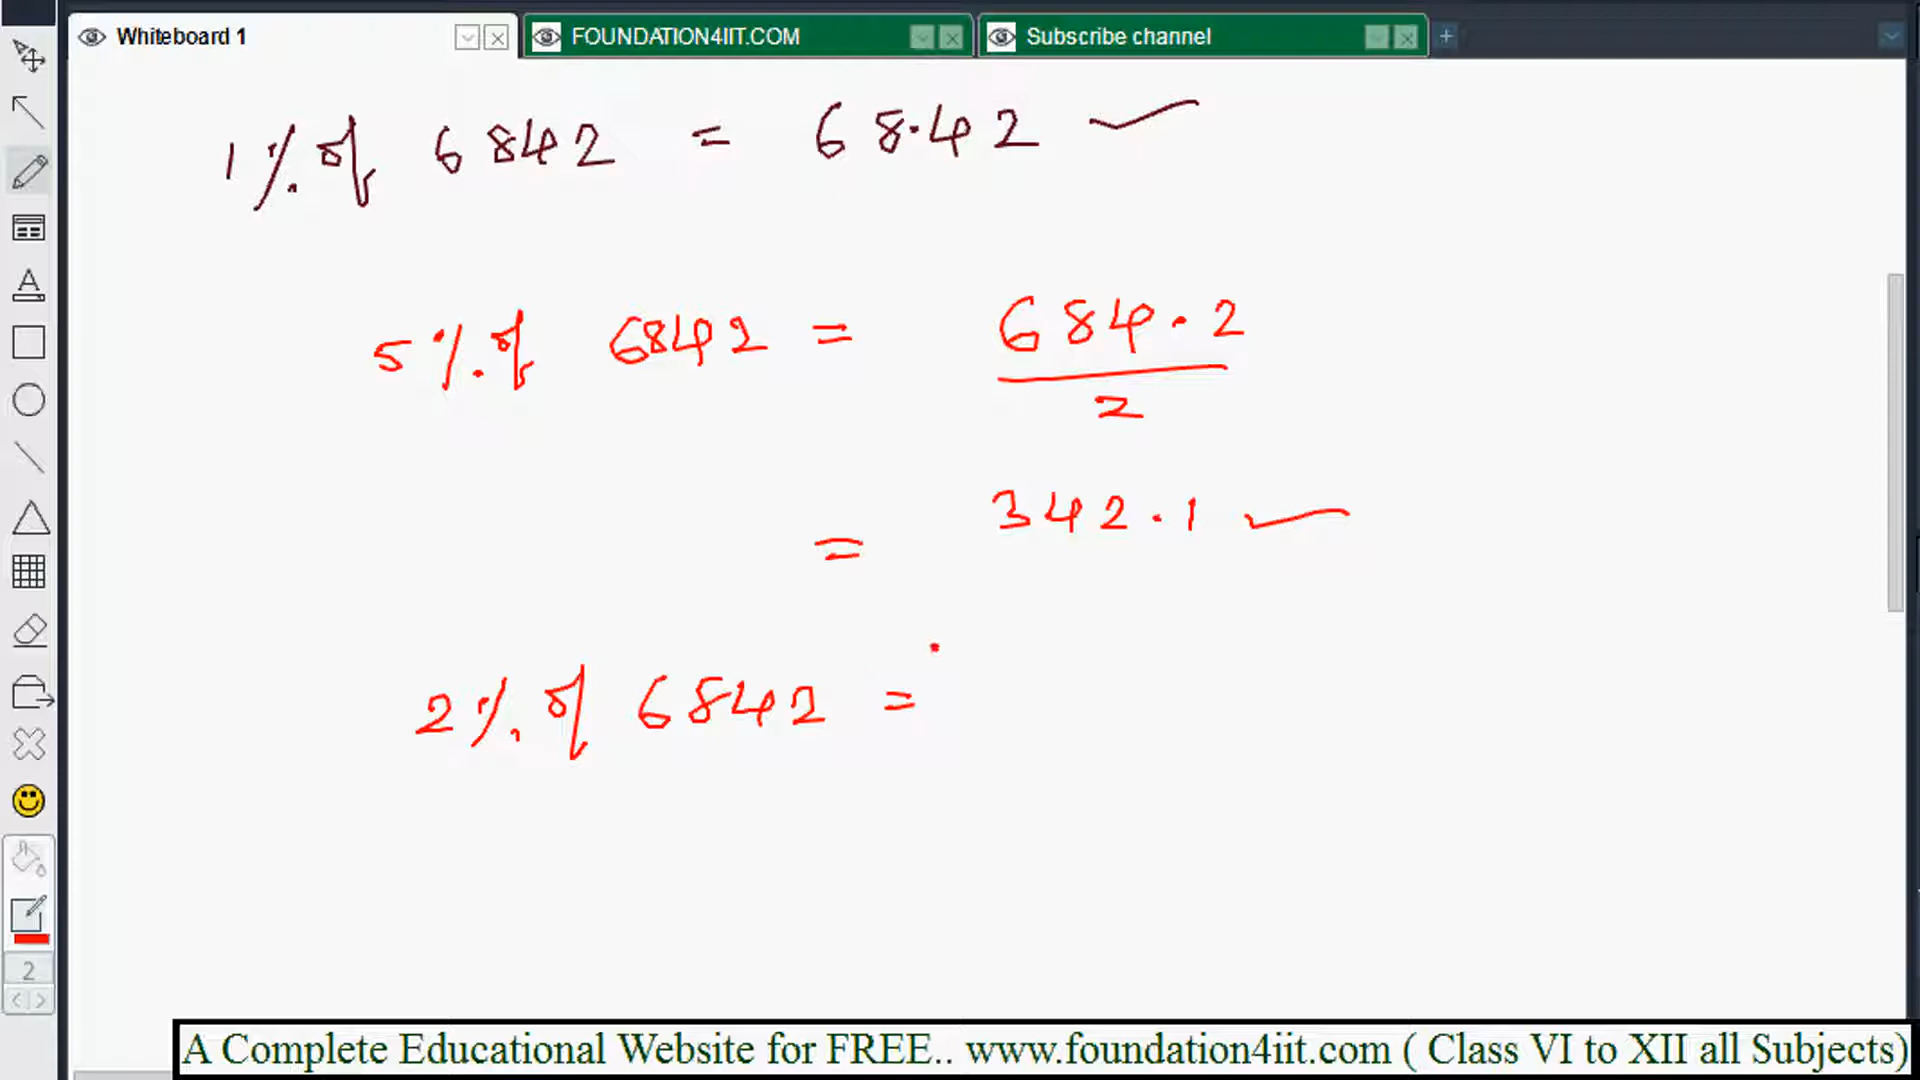 Whiteboard 1 FOUNDATION4IIT.COM Subscribe channel
1% of 6842 = 68.42
5% of 6842 = 684.2
2
= 342.1
2% of 6842 =
2
A Complete Educational Website for FREE.. www.foundation4iit.com ( Class VI to XII all Subjects)